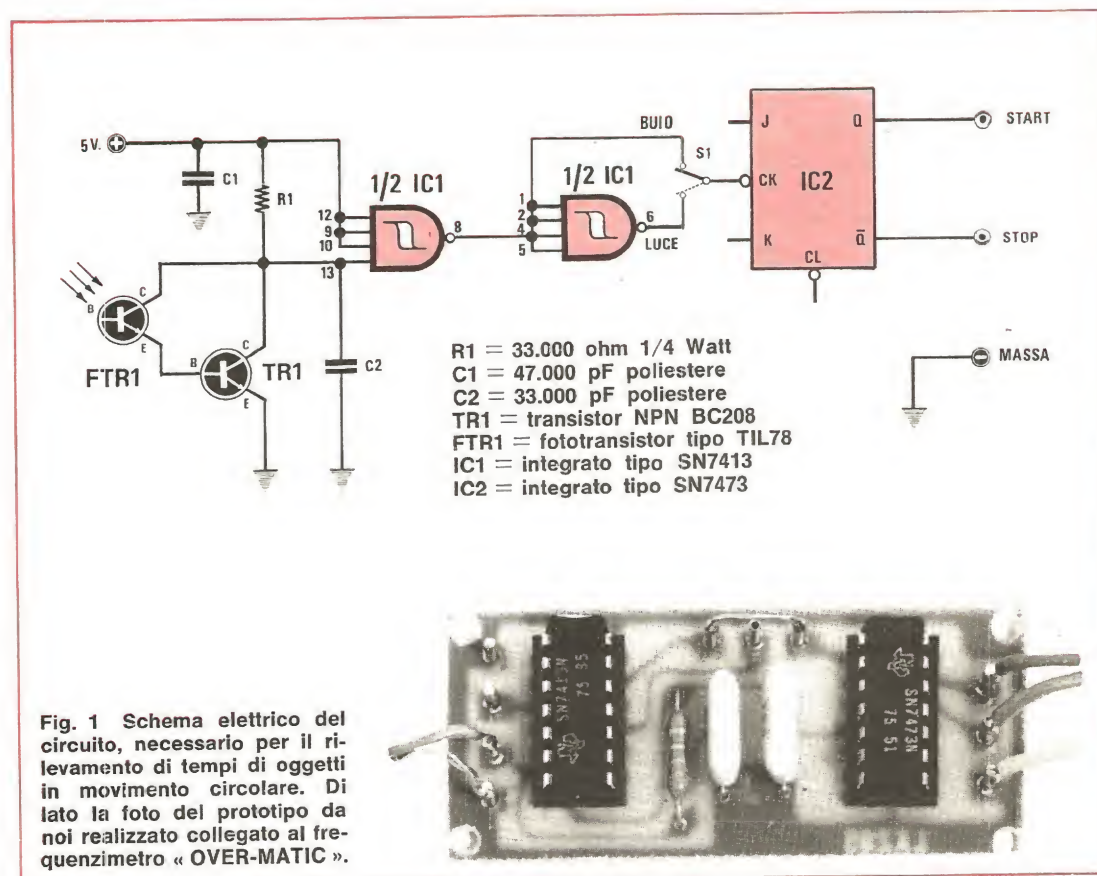 5V.
C1
R1
1/2 IC1
12
9
10
13
8
1/2 IC1
1
2
4
5
6
BUIO
S1
LUCE
J
Q
CK
IC2
K
Q̄
CL
START
STOP
MASSA
B
C
E
FTR1
B
C
E
TR1
C2
R1 = 33.000 ohm 1/4 Watt
C1 = 47.000 pF poliestere
C2 = 33.000 pF poliestere
TR1 = transistor NPN BC208
FTR1 = fototransistor tipo TIL78
IC1 = integrato tipo SN7413
IC2 = integrato tipo SN7473
SN7413N
75 35
SN7473N
75 51
Fig. 1 Schema elettrico del
circuito, necessario per il ri-
levamento di tempi di oggetti
in movimento circolare. Di
lato la foto del prototipo da
noi realizzato collegato al fre-
quenzimetro « OVER-MATIC ».